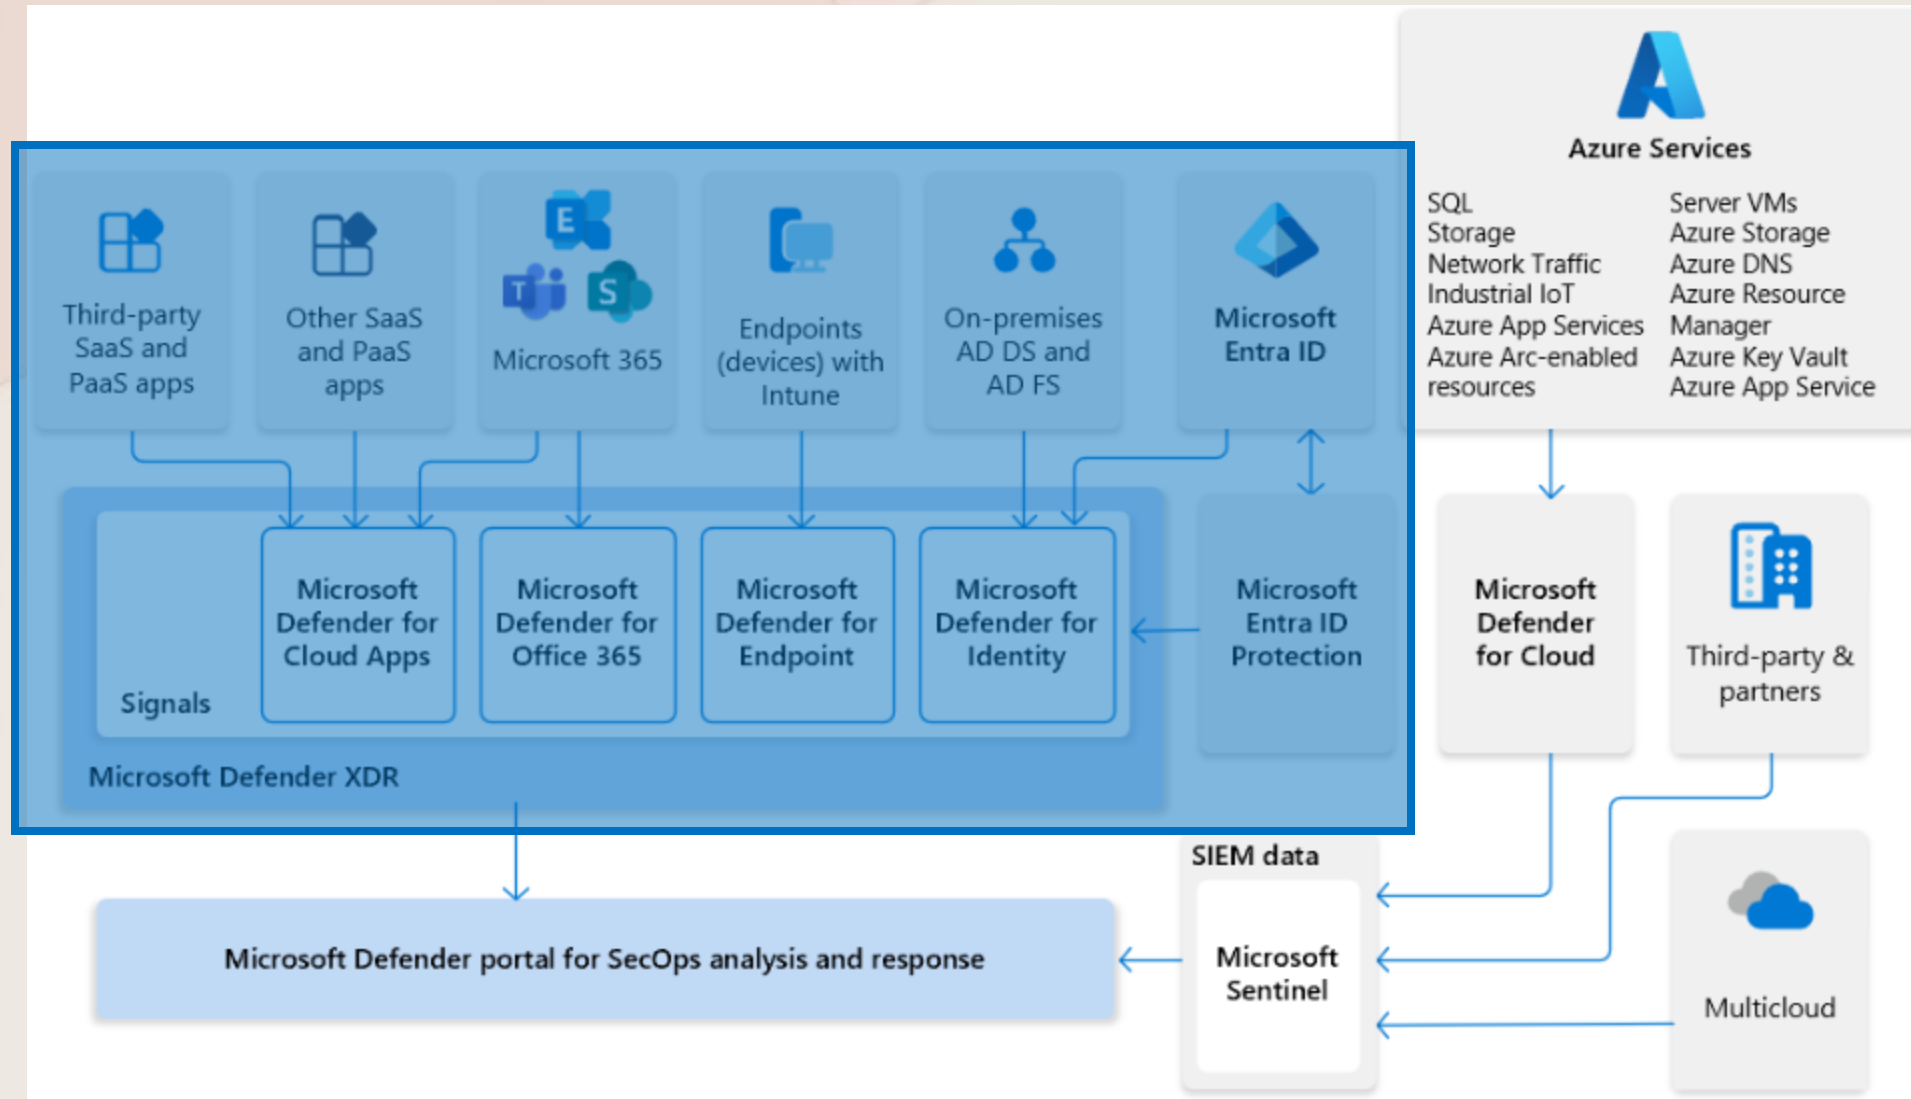 Azure Services
SQL
Storage
Network Traffic
Industrial IoT
Azure App Services
Azure Arc-enabled
resources
Server VMs
Azure Storage
Azure DNS
Azure Resource
Manager
Azure Key Vault
Azure App Service
Third-party
SaaS and
PaaS apps
Other SaaS
and PaaS
apps
E
T
S
Microsoft 365
Endpoints
(devices) with
Intune
On-premises
AD DS and
AD FS
Microsoft
Entra ID
Microsoft
Defender for
Cloud Apps
Microsoft
Defender for
Office 365
Microsoft
Defender for
Endpoint
Microsoft
Defender for
Identity
Signals
Microsoft Defender XDR
Microsoft
Entra ID
Protection
Microsoft
Defender
for Cloud
Third-party &
partners
SIEM data
Microsoft
Sentinel
Microsoft Defender portal for SecOps analysis and response
Multicloud